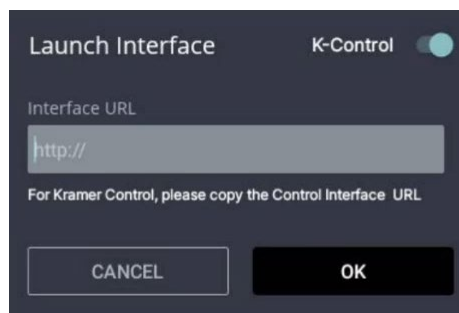 Launch Interface K-Control
Interface URL
http://
For Kramer Control, please copy the Control Interface URL
CANCEL OK